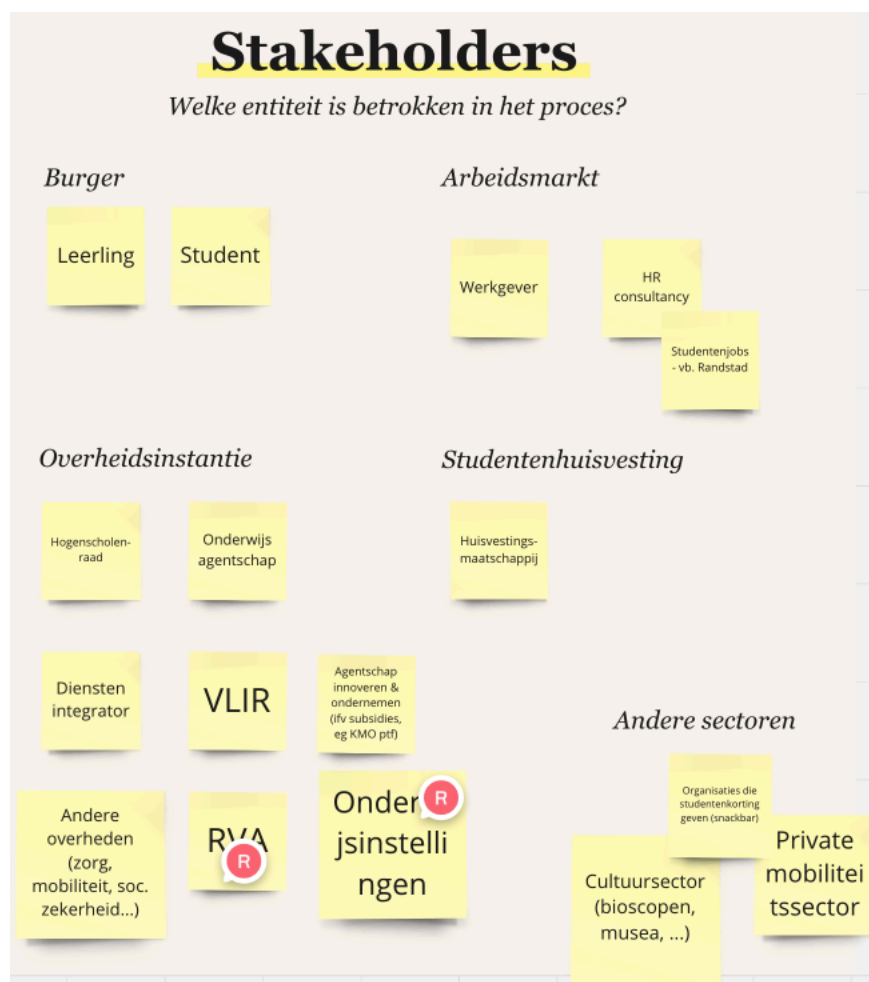 Stakeholders
Welke entiteit is betrokken in het proces?
Burger
Leerling
Student
Arbeidsmarkt
Werkgever
HR
consultancy
Studentenjobs
- vb. Randstad
Overheidsinstantie
Hogenscholen-
raad
Onderwijs
agentschap
Diensten
integrator
VLIR
Agentschap
innoveren &
ondernemen
(ifv subsidies,
eg KMO ptf)
Andere
overheden
(zorg,
mobiliteit, soc.
zekerheid...)
RVA
R
Onder
R
jsinstelli
ngen
Studentenhuisvesting
Huisvestings-
maatschappij
Andere sectoren
Organisaties die
studentenkorting
geven (snackbar)
Cultuursector
(bioscopen,
musea, ...)
Private
mobilitei
tssector